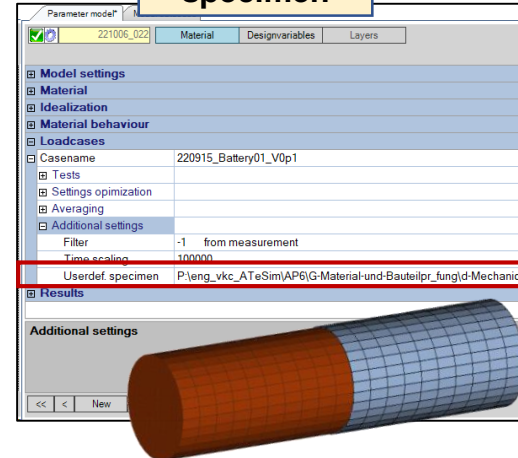 specimen
Parameter model*
221006_022 Material Designvariables Layers
Model settings
Material
Idealization
Material behaviour
Loadcases
Casename 220915_Battery01_V0p1
Tests
Settings opimization
Averaging
Additional settings
Filter -1 from measurement
Time scaling 100000
Userdef. specimen P:\eng_vkc_ATeSim\AP6\G-Material-und-Bauteilpr_fung\d-Mechanic
Results
Additional settings
<< < New